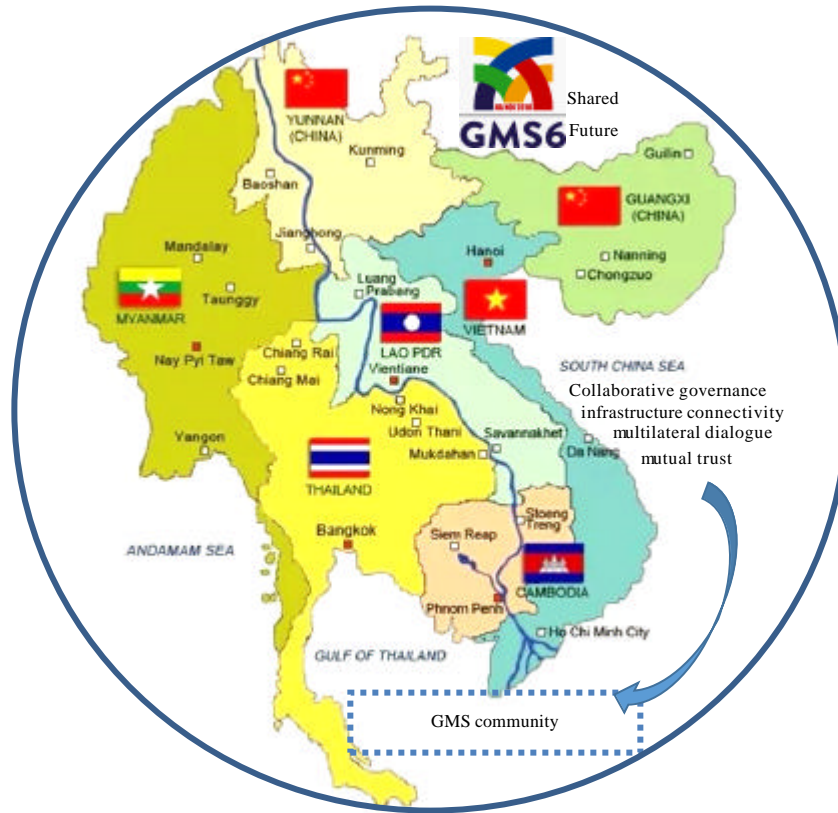 Shared
GMS6 Future
YUNNAN
(CHINA)
Kunming
Guilin
Baoshan
GUANGXI
(CHINA)
Jianghong
Hanoi
Nanning
Mandalay
Chongzuo
Luang
Prabang
Taunggy
MYANMAR
VIETNAM
Chiang Rai
LAO PDR
Nay Pyi Taw
Vientiane
SOUTH CHINA SEA
Chiang Mai
Collaborative governance
Nong Khai
infrastructure connectivity
Udon Thani
Savannakhet
multilateral dialogue
Yangon
Mukdahan
Da Nang
mutual trust
THAILAND
Stoeng
Treng
Bangkok
Siem Reap
ANDAMAM SEA
CAMBODIA
Phnom Penh
Ho Chi Minh City
GULF OF THAILAND
GMS community